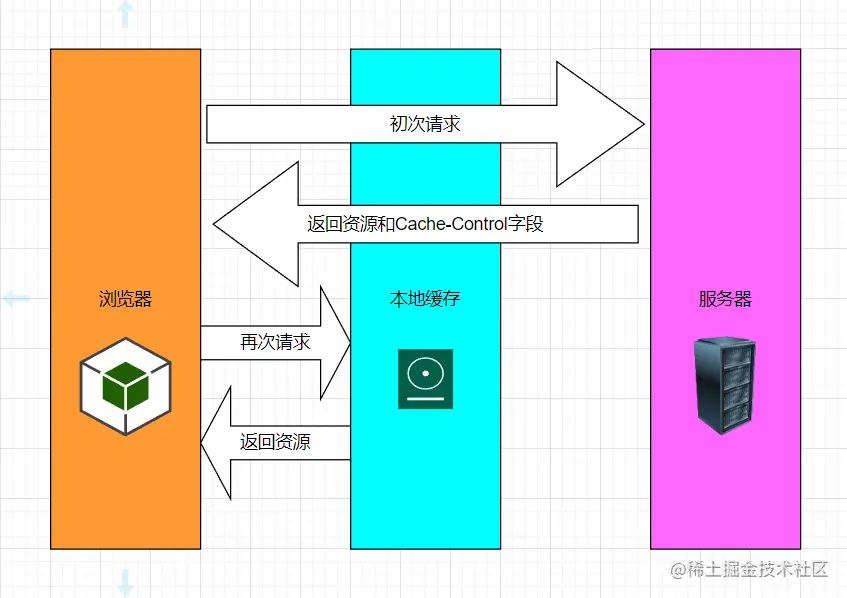 初次请求
返回资源和Cache-Control字段
浏览器
本地缓存
服务器
再次请求
返回资源
@稀土掘金技术社区